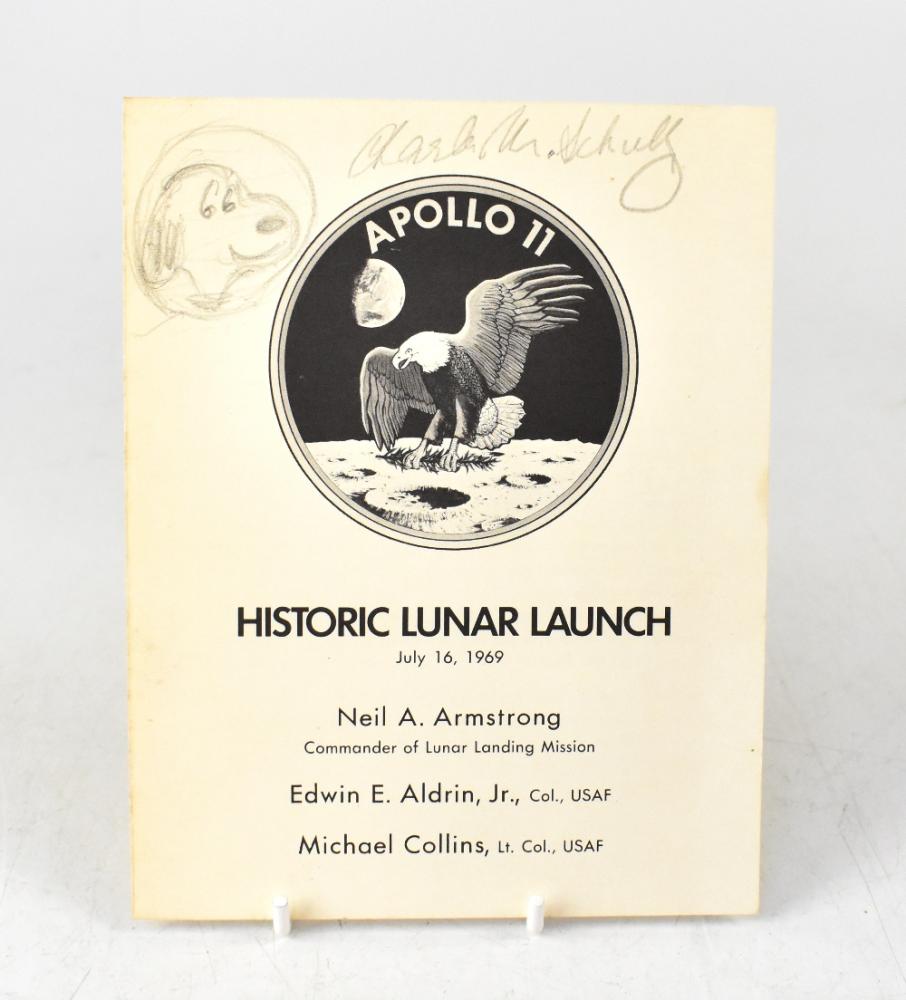 Charles M. Schulz
APOLLO 11
HISTORIC LUNAR LAUNCH
July 16, 1969
Neil A. Armstrong
Commander of Lunar Landing Mission
Edwin E. Aldrin, Jr., Col., USAF
Michael Collins, Lt. Col., USAF